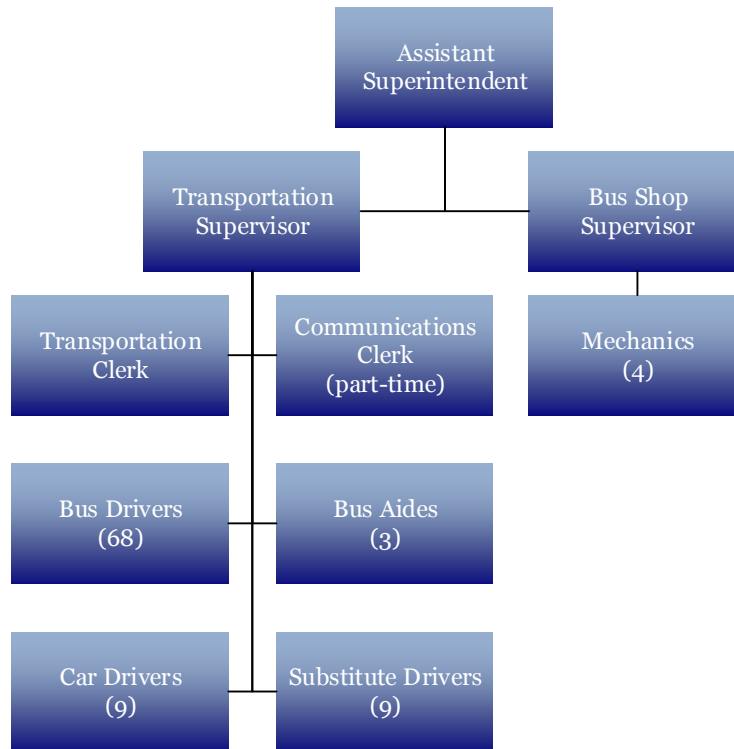 Assistant
Superintendent
Transportation
Supervisor
Bus Shop
Supervisor
Transportation
Clerk
Communications
Clerk
(part-time)
Mechanics
(4)
Bus Drivers
(68)
Bus Aides
(3)
Car Drivers
(9)
Substitute Drivers
(9)